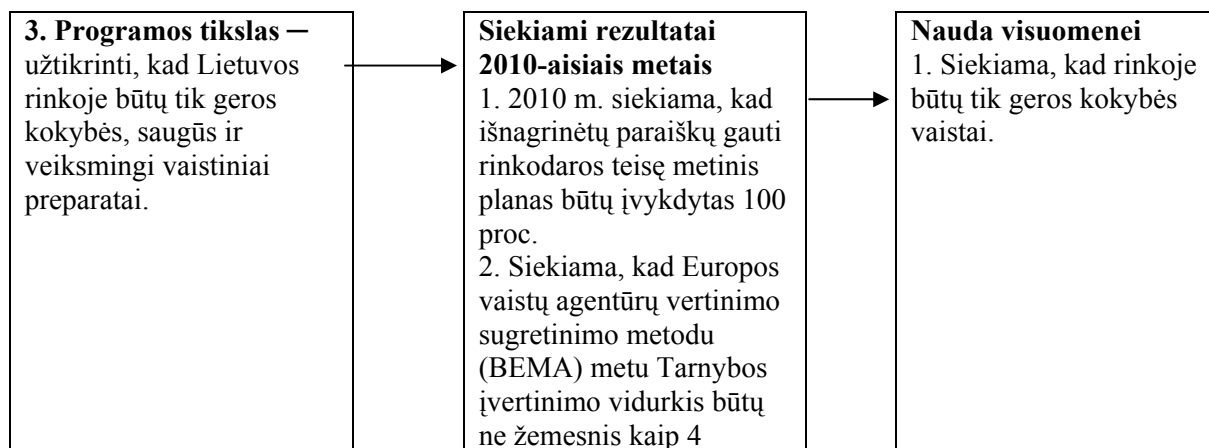 3. Programos tikslas ─
užtikrinti, kad Lietuvos
rinkoje būtų tik geros
kokybės, saugūs ir
veiksmingi vaistiniai
preparatai.
Siekiami rezultatai
2010-aisiais metais
1. 2010 m. siekiama, kad
išnagrinėtų paraiškų gauti
rinkodaros teisę metinis
planas būtų įvykdytas 100
proc.
2. Siekiama, kad Europos
vaistų agentūrų vertinimo
sugretinimo metodu
(BEMA) metu Tarnybos
įvertinimo vidurkis būtų
ne žemesnis kaip 4
Nauda visuomenei
1. Siekiama, kad rinkoje
būtų tik geros kokybės
vaistai.